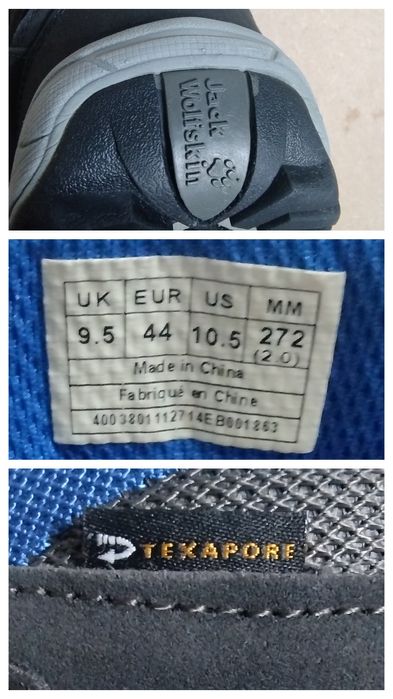 Jack
Wolfskin
UK EUR US MM
9.5 44 10.5 272
(2.0)
Made in China
Fabriqué en Chine
4003801112714EB001863
TEXAPORE